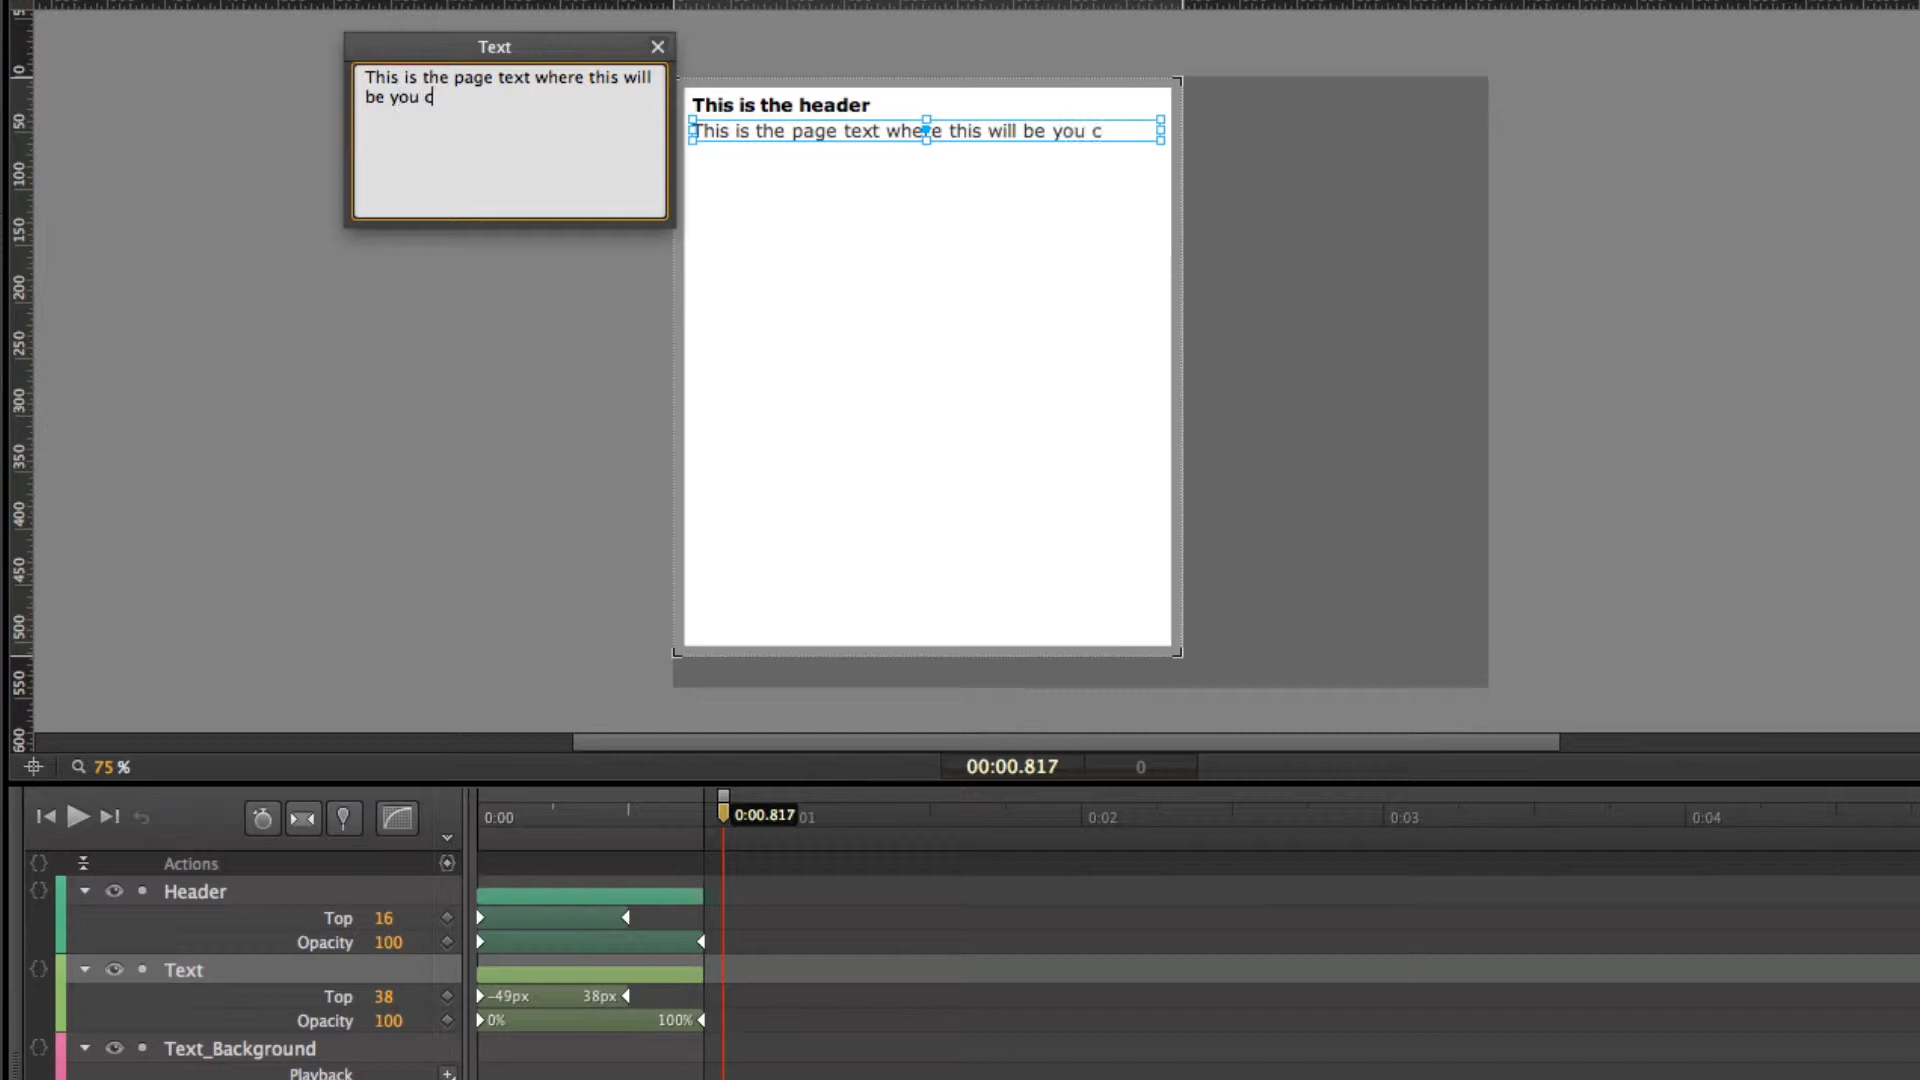 Text
This is the page text where this will
be you c
This is the header
This is the page text where this will be you c
0
50
100
150
200
250
300
350
400
450
500
550
600
75 %
00:00.817
0
0:00
0:00.817
01
0:02
0:03
0:04
Actions
Header
Top 16
Opacity 100
Text
Top 38
-49px 38px
Opacity 100
0% 100%
Text_Background
Playback